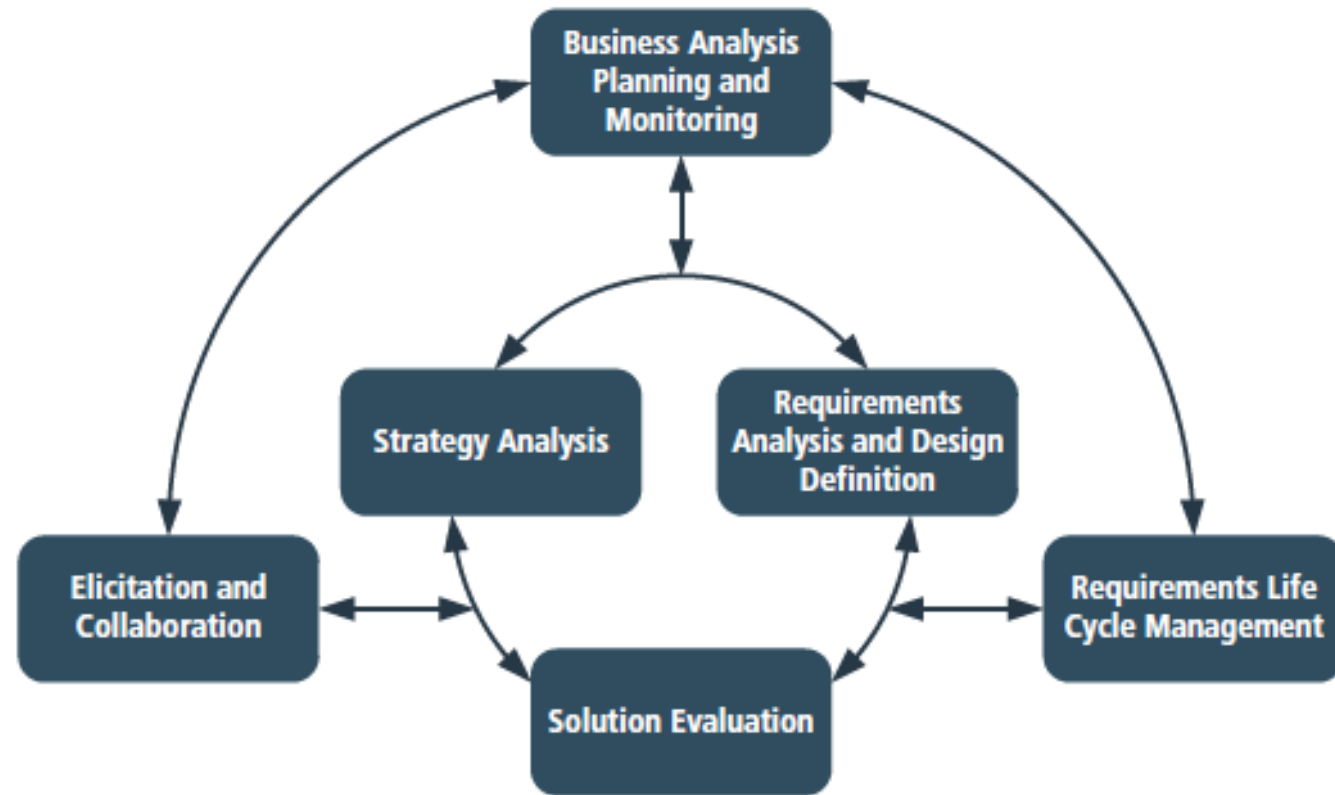 Business Analysis
Planning and
Monitoring
Strategy Analysis
Requirements
Analysis and Design
Definition
Elicitation and
Collaboration
Requirements Life
Cycle Management
Solution Evaluation